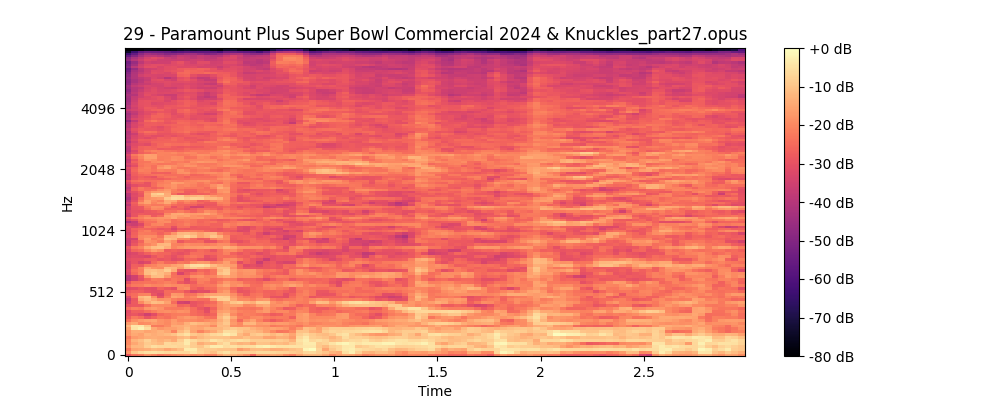 29 - Paramount Plus Super Bowl Commercial 2024 & Knuckles_part27.opus
+0 dB
4096
-10 dB
-20 dB
2048
-30 dB
Hz
-40 dB
1024
-50 dB
512
-60 dB
-70 dB
0
-80 dB
0 0.5 1 1.5 2 2.5
Time